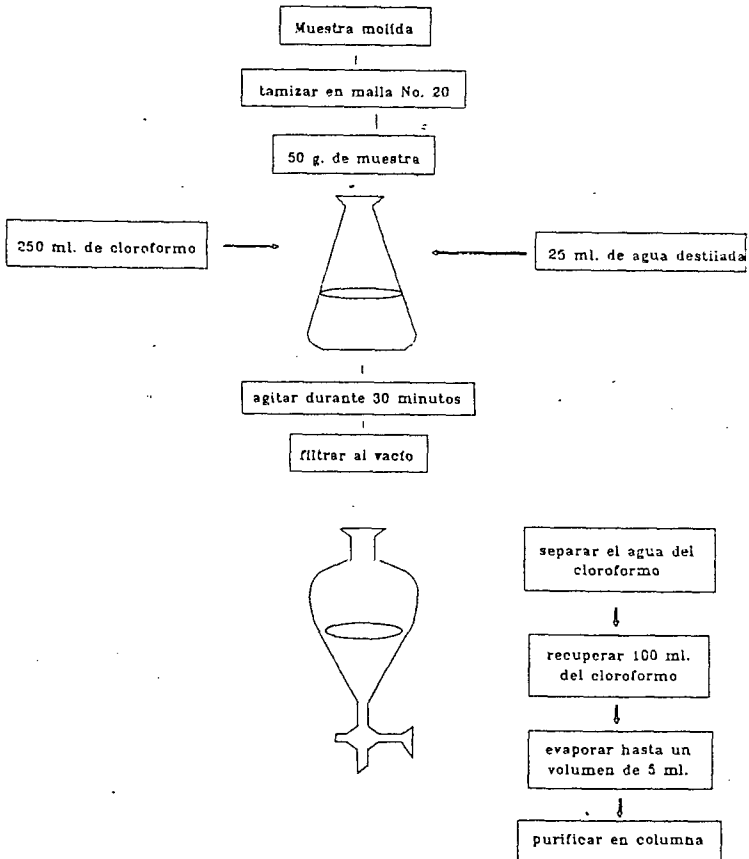 Muestra molida
tamizar en malla No. 20
50 g. de muestra
250 ml. de cloroformo
25 ml. de agua destilada
agitar durante 30 minutos
filtrar al vacío
separar el agua del
cloroformo
recuperar 100 ml.
del cloroformo
evaporar hasta un
volumen de 5 ml.
purificar en columna